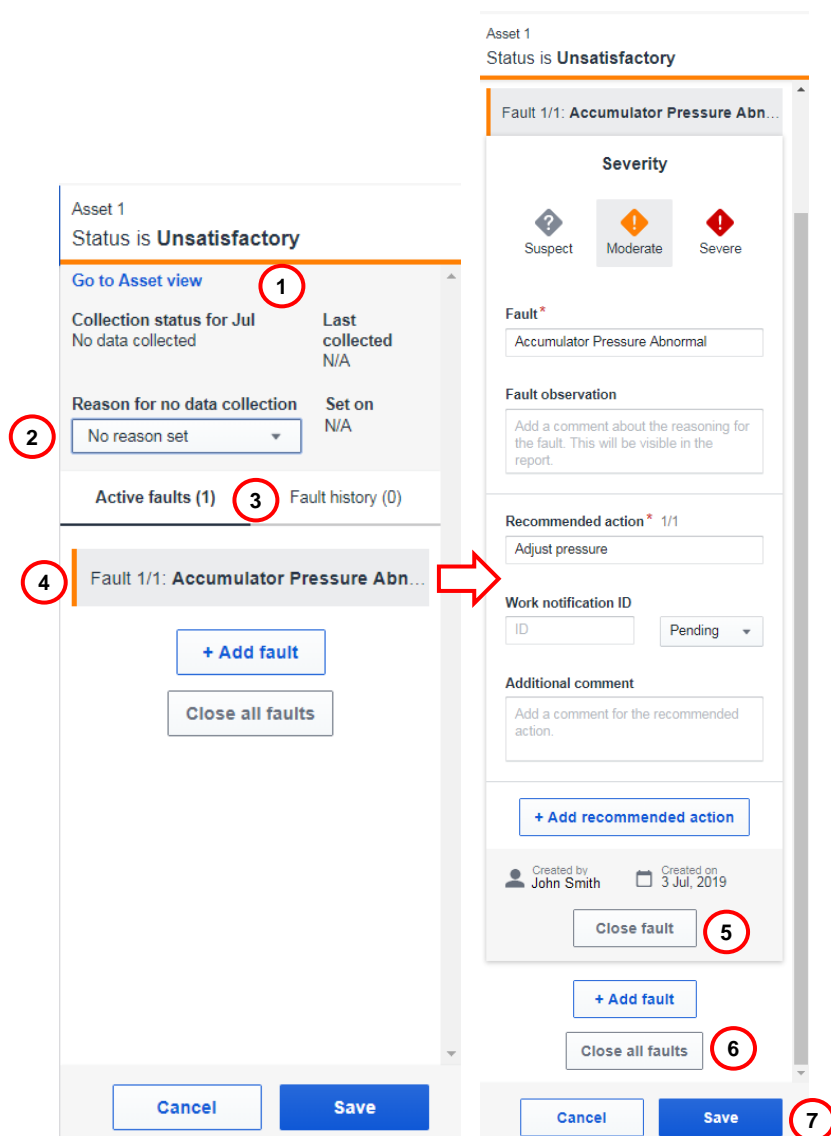 Asset 1
Status is Unsatisfactory
Go to Asset view
1
Collection status for Jul
No data collected
Last
collected
N/A
Reason for no data collection
Set on
N/A
2
No reason set
Active faults (1)
3
Fault history (0)
4
Fault 1/1: Accumulator Pressure Abn...
+ Add fault
Close all faults
Cancel
Save
Asset 1
Status is Unsatisfactory
Fault 1/1: Accumulator Pressure Abn...
Severity
Suspect
Moderate
Severe
Fault*
Accumulator Pressure Abnormal
Fault observation
Add a comment about the reasoning for
the fault. This will be visible in the
report.
Recommended action* 1/1
Adjust pressure
Work notification ID
ID
Pending
Additional comment
Add a comment for the recommended
action.
+ Add recommended action
Created by
John Smith
Created on
3 Jul, 2019
Close fault
5
+ Add fault
Close all faults
6
Cancel
Save
7